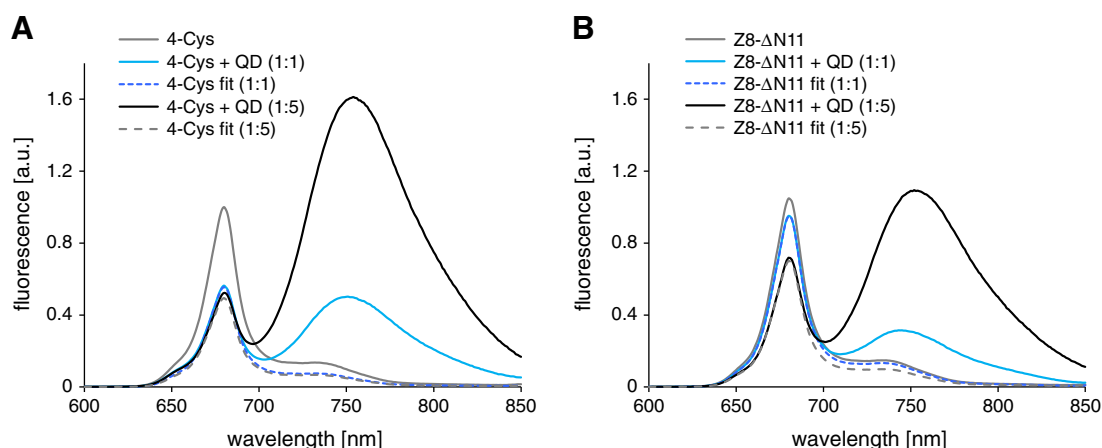 A
4-Cys
4-Cys + QD (1:1)
4-Cys fit (1:1)
4-Cys + QD (1:5)
4-Cys fit (1:5)
fluorescence [a.u.]
1.6
1.2
0.8
0.4
0
600 650 700 750 800 850
wavelength [nm]
B
Z8-ΔN11
Z8-ΔN11 + QD (1:1)
Z8-ΔN11 fit (1:1)
Z8-ΔN11 + QD (1:5)
Z8-ΔN11 fit (1:5)
fluorescence [a.u.]
1.6
1.2
0.8
0.4
0
600 650 700 750 800 850
wavelength [nm]